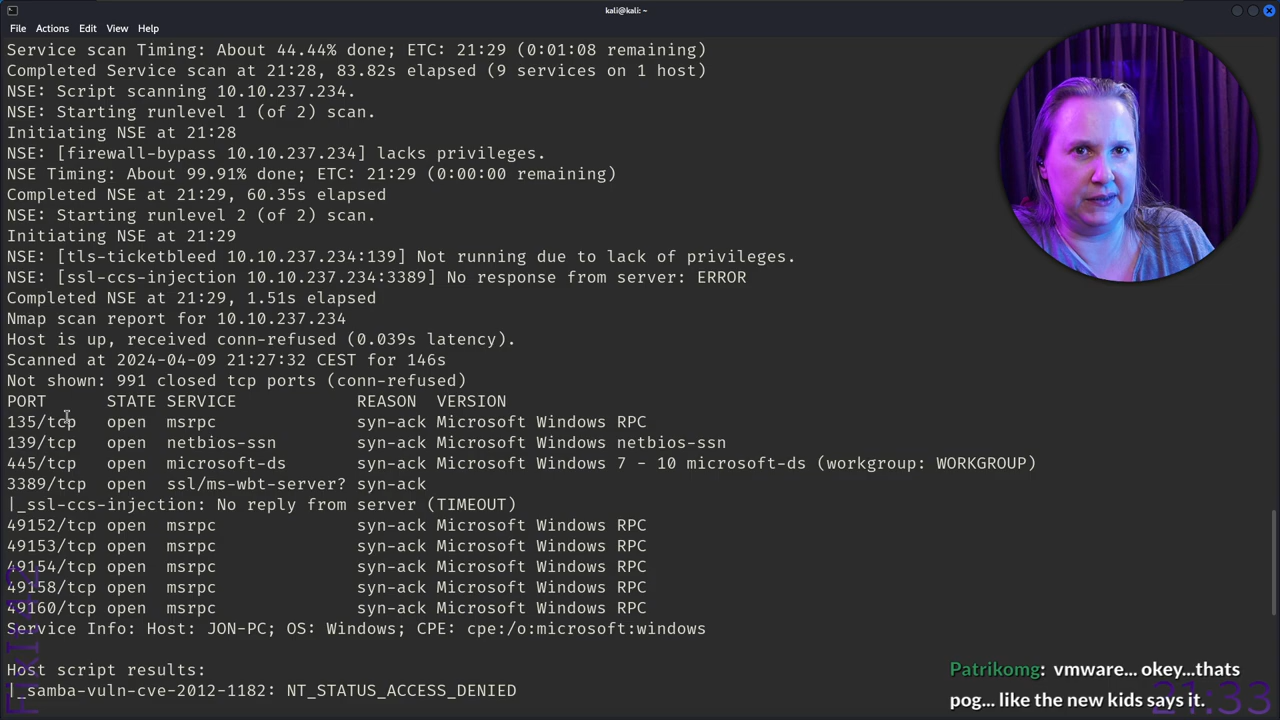 kali@kali: ~
File Actions Edit View Help
Service scan Timing: About 44.44% done; ETC: 21:29 (0:01:08 remaining)
Completed Service scan at 21:28, 83.82s elapsed (9 services on 1 host)
NSE: Script scanning 10.10.237.234.
NSE: Starting runlevel 1 (of 2) scan.
Initiating NSE at 21:28
NSE: [firewall-bypass 10.10.237.234] lacks privileges.
NSE Timing: About 99.91% done; ETC: 21:29 (0:00:00 remaining)
Completed NSE at 21:29, 60.35s elapsed
NSE: Starting runlevel 2 (of 2) scan.
Initiating NSE at 21:29
NSE: [tls-ticketbleed 10.10.237.234:139] Not running due to lack of privileges.
NSE: [ssl-ccs-injection 10.10.237.234:3389] No response from server: ERROR
Completed NSE at 21:29, 1.51s elapsed
Nmap scan report for 10.10.237.234
Host is up, received conn-refused (0.039s latency).
Scanned at 2024-04-09 21:27:32 CEST for 146s
Not shown: 991 closed tcp ports (conn-refused)
PORT STATE SERVICE REASON VERSION
135/tcp open msrpc syn-ack Microsoft Windows RPC
139/tcp open netbios-ssn syn-ack Microsoft Windows netbios-ssn
445/tcp open microsoft-ds syn-ack Microsoft Windows 7 - 10 microsoft-ds (workgroup: WORKGROUP)
3389/tcp open ssl/ms-wbt-server? syn-ack
|_ssl-ccs-injection: No reply from server (TIMEOUT)
49152/tcp open msrpc syn-ack Microsoft Windows RPC
49153/tcp open msrpc syn-ack Microsoft Windows RPC
49154/tcp open msrpc syn-ack Microsoft Windows RPC
49158/tcp open msrpc syn-ack Microsoft Windows RPC
49160/tcp open msrpc syn-ack Microsoft Windows RPC
Service Info: Host: JON-PC; OS: Windows; CPE: cpe:/o:microsoft:windows
Host script results:
|_samba-vuln-cve-2012-1182: NT_STATUS_ACCESS_DENIED
Patrikomg: vmware... okey...thats
pog... like the new kids says it.
21:33